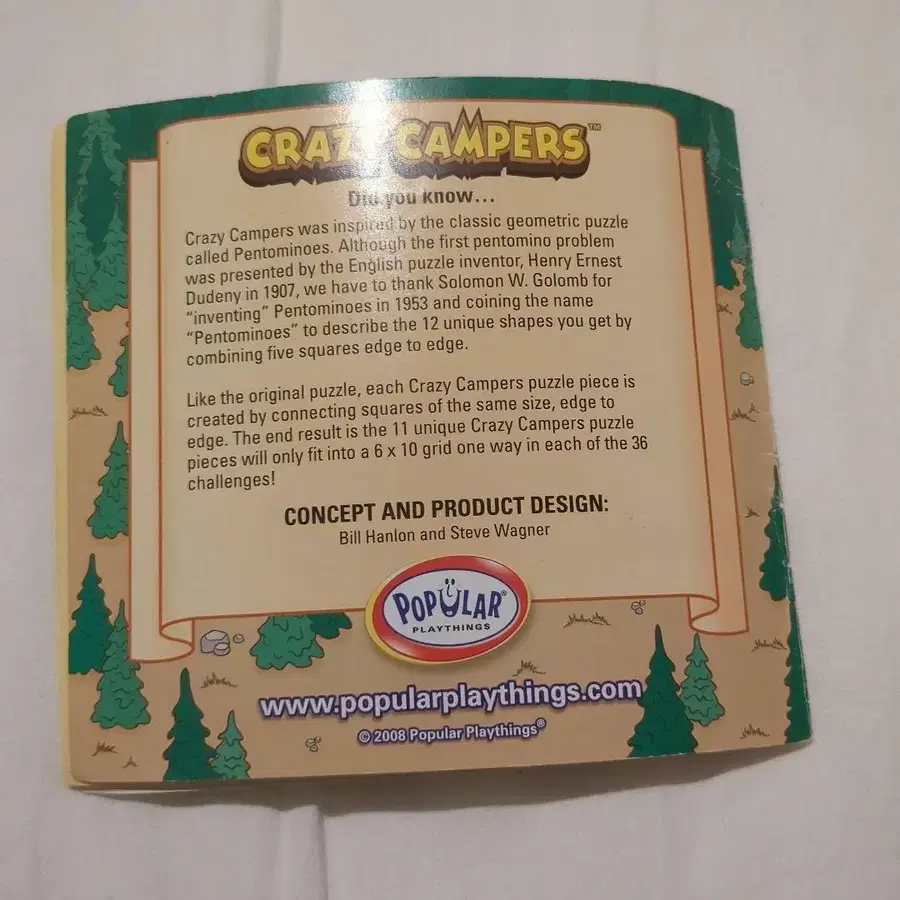 CRAZY CAMPERS™
Did you know...
Crazy Campers was inspired by the classic geometric puzzle
called Pentominoes. Although the first pentomino problem
was presented by the English puzzle inventor, Henry Ernest
Dudeny in 1907, we have to thank Solomon W. Golomb for
“inventing” Pentominoes in 1953 and coining the name
“Pentominoes” to describe the 12 unique shapes you get by
combining five squares edge to edge.
Like the original puzzle, each Crazy Campers puzzle piece is
created by connecting squares of the same size, edge to
edge. The end result is the 11 unique Crazy Campers puzzle
pieces will only fit into a 6 x 10 grid one way in each of the 36
challenges!
CONCEPT AND PRODUCT DESIGN:
Bill Hanlon and Steve Wagner
POPULAR®
PLAYTHINGS
www.popularplaythings.com
© 2008 Popular Playthings®